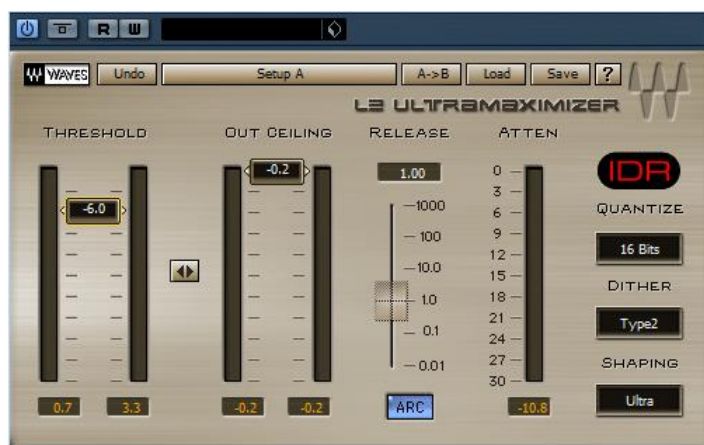 R W
WAVES Undo Setup A A->B Load Save ?
L2 ULTRAMAXIMIZER
THRESHOLD OUT CEILING RELEASE ATTEN
IDR
-6.0 -0.2 1.00
QUANTIZE
16 Bits
DITHER
Type2
SHAPING
Ultra
1000
100
10.0
1.0
0.1
0.01
0
3
6
9
12
15
18
21
24
27
30
0.7 3.3 -0.2 -0.2 ARC -10.8